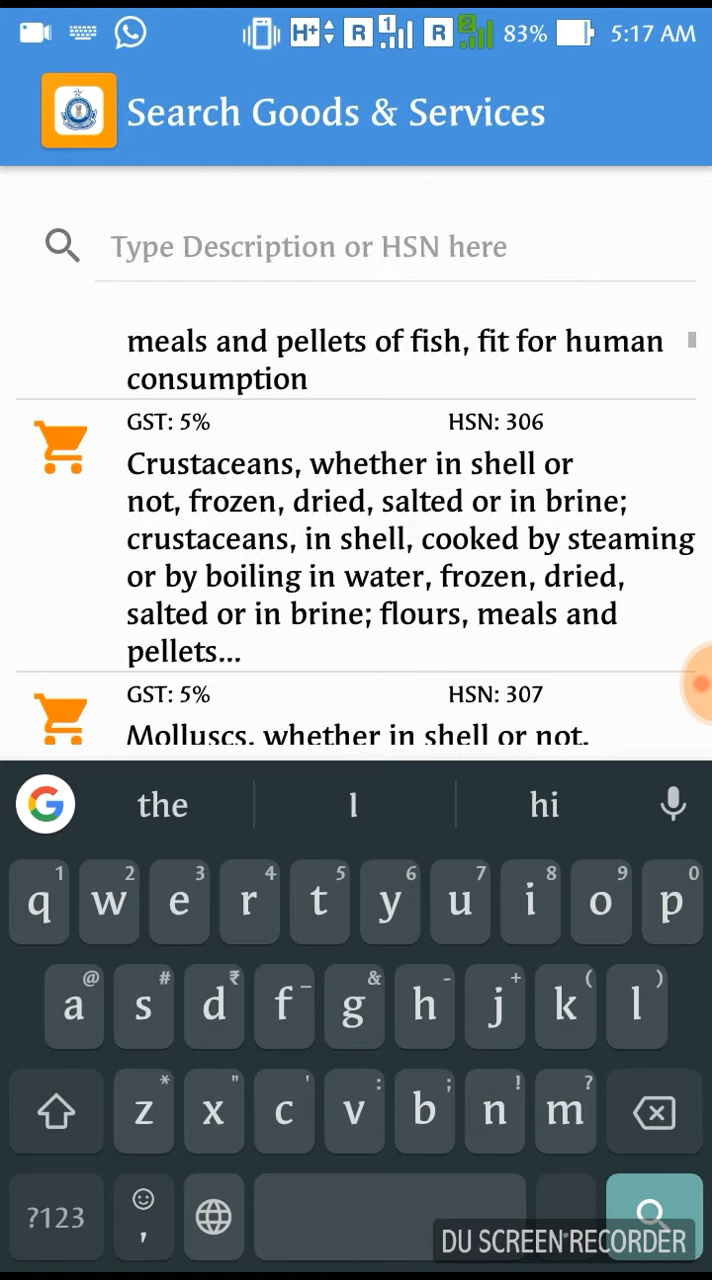 H+ R 1 R 2 83% 5:17 AM
Search Goods & Services
Type Description or HSN here
meals and pellets of fish, fit for human
consumption
GST: 5% HSN: 306
Crustaceans, whether in shell or
not, frozen, dried, salted or in brine;
crustaceans, in shell, cooked by steaming
or by boiling in water, frozen, dried,
salted or in brine; flours, meals and
pellets...
GST: 5% HSN: 307
Molluscs, whether in shell or not,
G the I hi
1 2 3 4 5 6 7 8 9 0
q w e r t y u i o p
@ # ₹ _ & - + ( )
a s d f g h j k l
* " ' : ; ! ?
z x c v b n m
?123 ,
DU SCREEN RECORDER